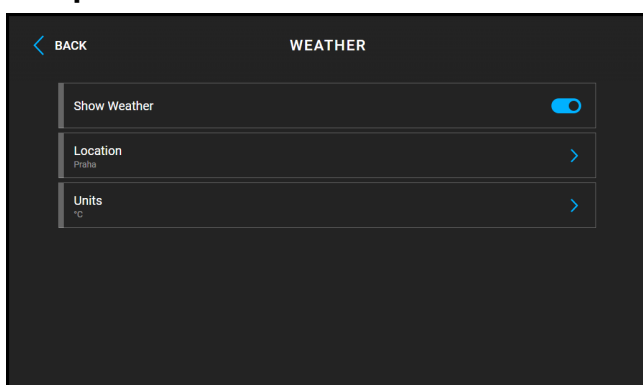 BACK
WEATHER
Show Weather
Location
Praha
Units
°C